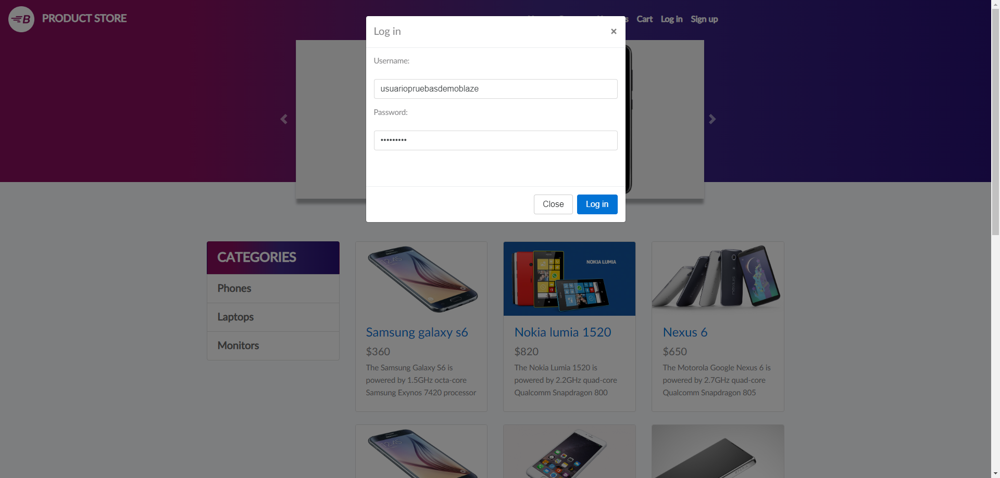 PRODUCT STORE
Cart
Log in
Sign up
Log in
×
Username:
usuariopruebasdemoblaze
Password:
•••••••••
Close
Log in
CATEGORIES
Phones
Laptops
Monitors
NOKIA LUMIA
Samsung galaxy s6
$360
The Samsung Galaxy S6 is
powered by 1.5GHz octa-core
Samsung Exynos 7420 processor
Nokia lumia 1520
$820
The Nokia Lumia 1520 is
powered by 2.2GHz quad-core
Qualcomm Snapdragon 800
nexus
Nexus 6
$650
The Motorola Google Nexus 6 is
powered by 2.7GHz quad-core
Qualcomm Snapdragon 805